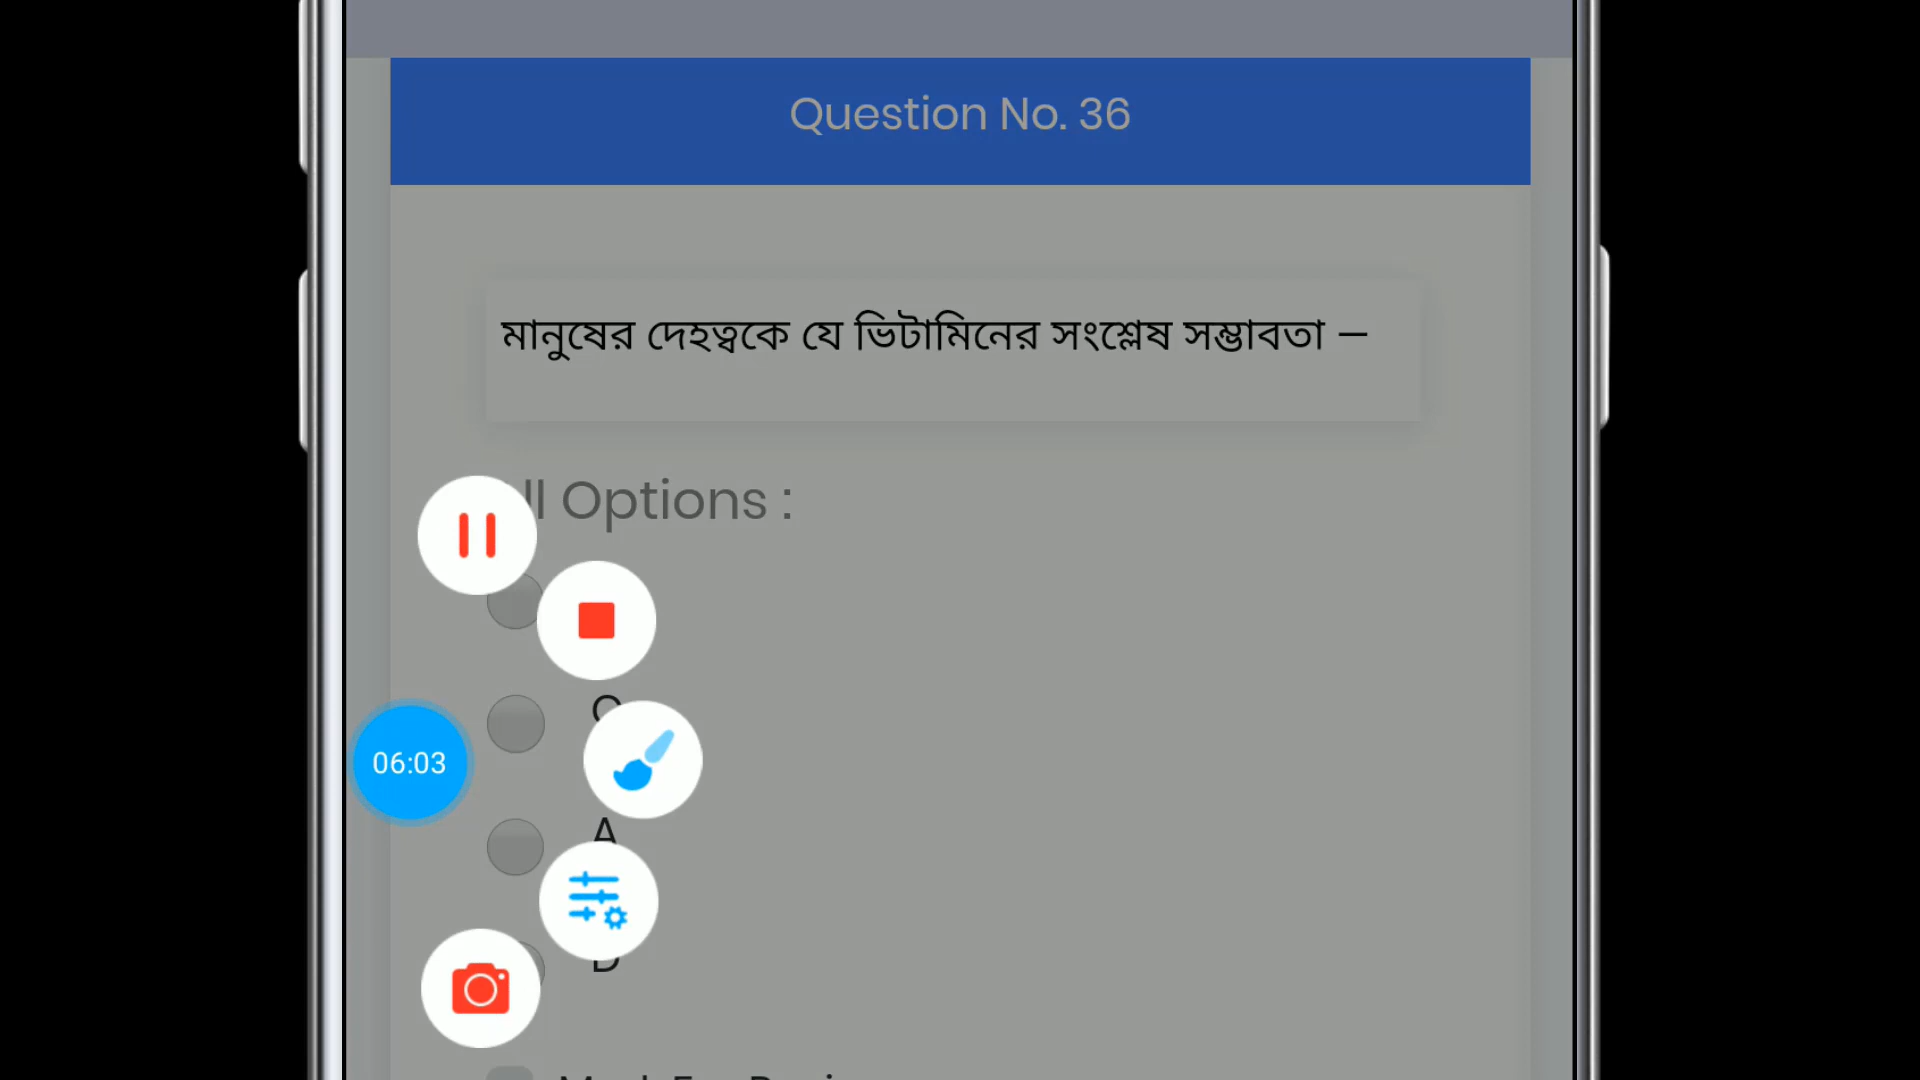 Question No. 36
মানুষের দেহত্বকে যে ভিটামিনের সংশ্লেষ সম্ভাবতা –
Options :
06:03
A
D